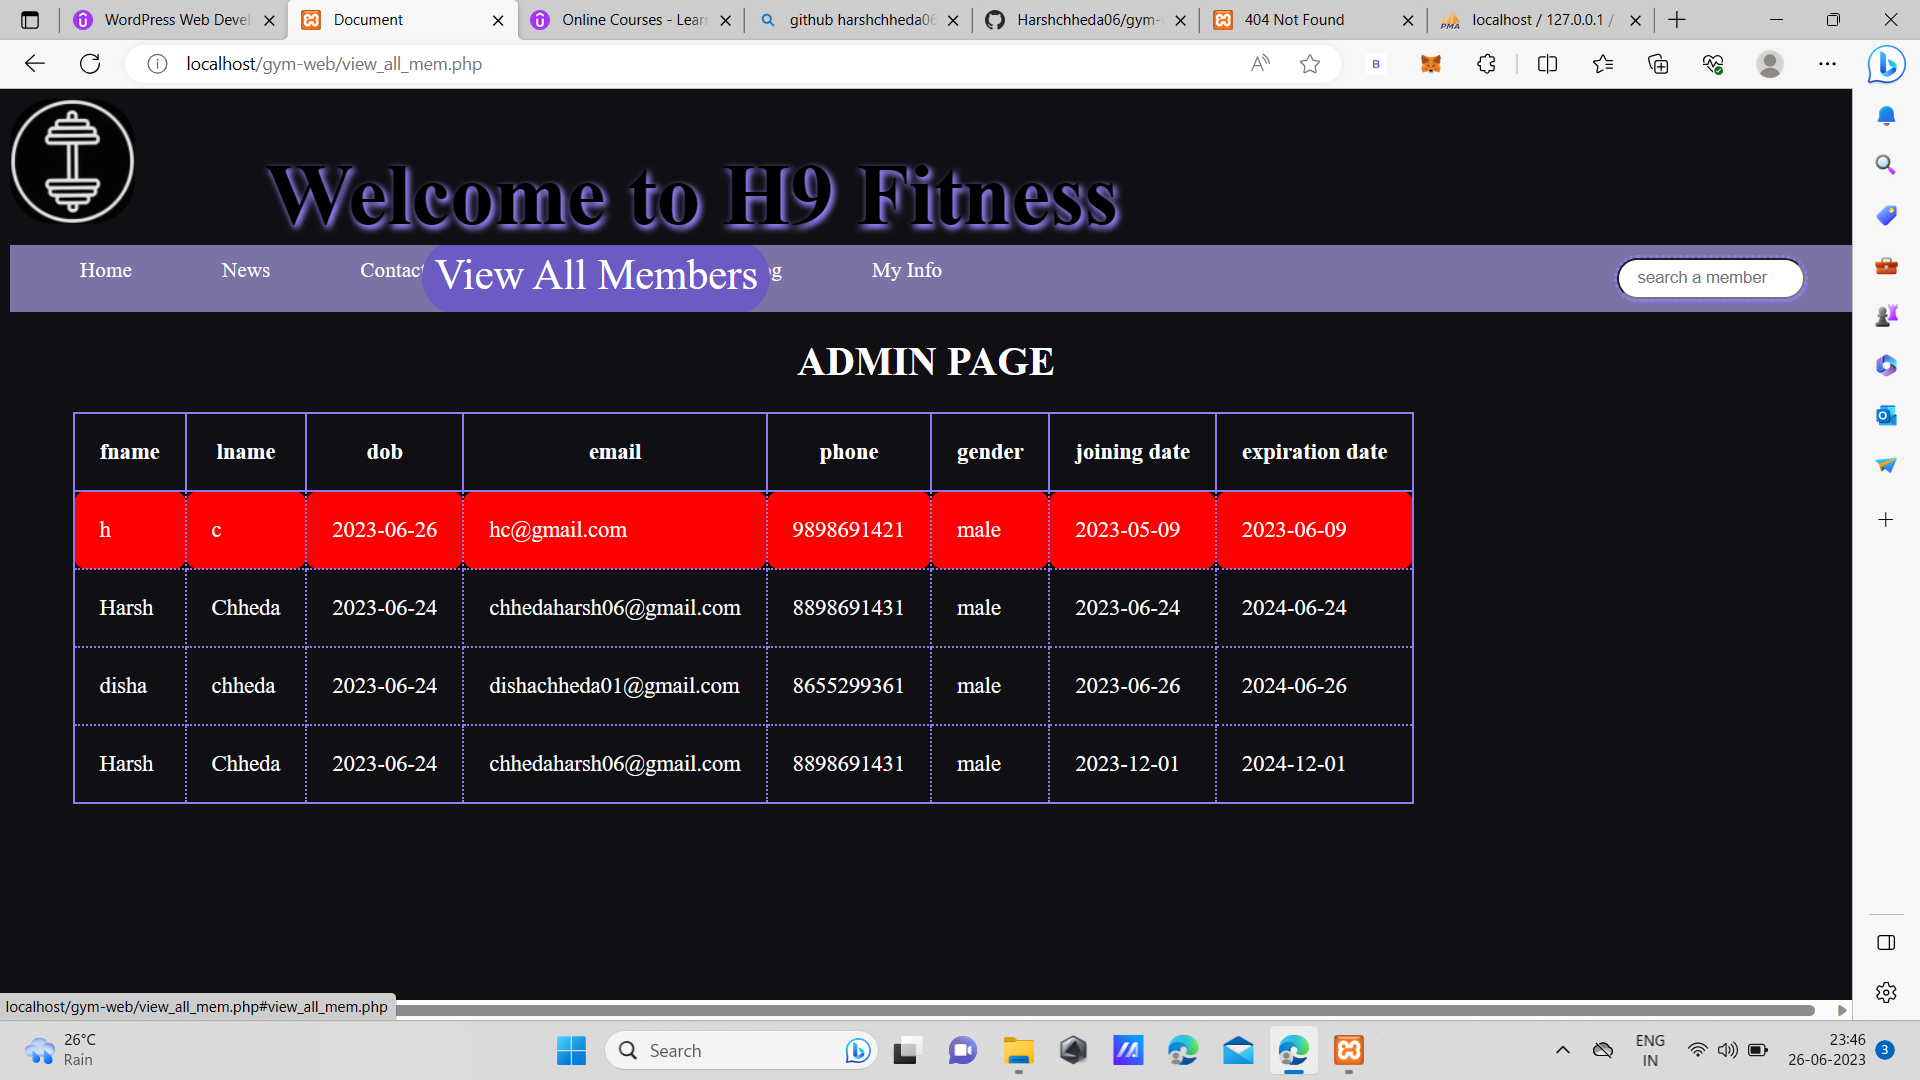 WordPress Web Devel
Document
Online Courses - Lear
github harshchheda06
Harshchheda06/gym-
404 Not Found
localhost / 127.0.0.1 /
localhost/gym-web/view_all_mem.php
Welcome to H9 Fitness
Home News Contact View All Members g My Info search a member
ADMIN PAGE
fname lname dob email phone gender joining date expiration date
h c 2023-06-26 hc@gmail.com 9898691421 male 2023-05-09 2023-06-09
Harsh Chheda 2023-06-24 chhedaharsh06@gmail.com 8898691431 male 2023-06-24 2024-06-24
disha chheda 2023-06-24 dishachheda01@gmail.com 8655299361 male 2023-06-26 2024-06-26
Harsh Chheda 2023-06-24 chhedaharsh06@gmail.com 8898691431 male 2023-12-01 2024-12-01
localhost/gym-web/view_all_mem.php#view_all_mem.php
26°C
Rain
Search
ENG
IN
23:46
26-06-2023
3